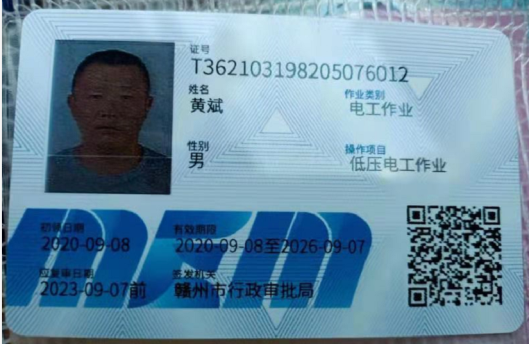 证号
T362103198205076012
姓名
黄斌
作业类别
电工作业
性别
男
操作项目
低压电工作业
初领日期
2020-09-08
有效期限
2020-09-08至2026-09-07
应复审日期
2023-09-07前
签发机关
赣州市行政审批局